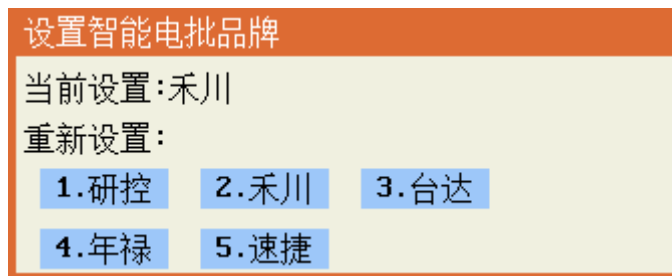 设置智能电批品牌
当前设置:禾川
重新设置:
1.研控 2.禾川 3.台达
4.年禄 5.速捷